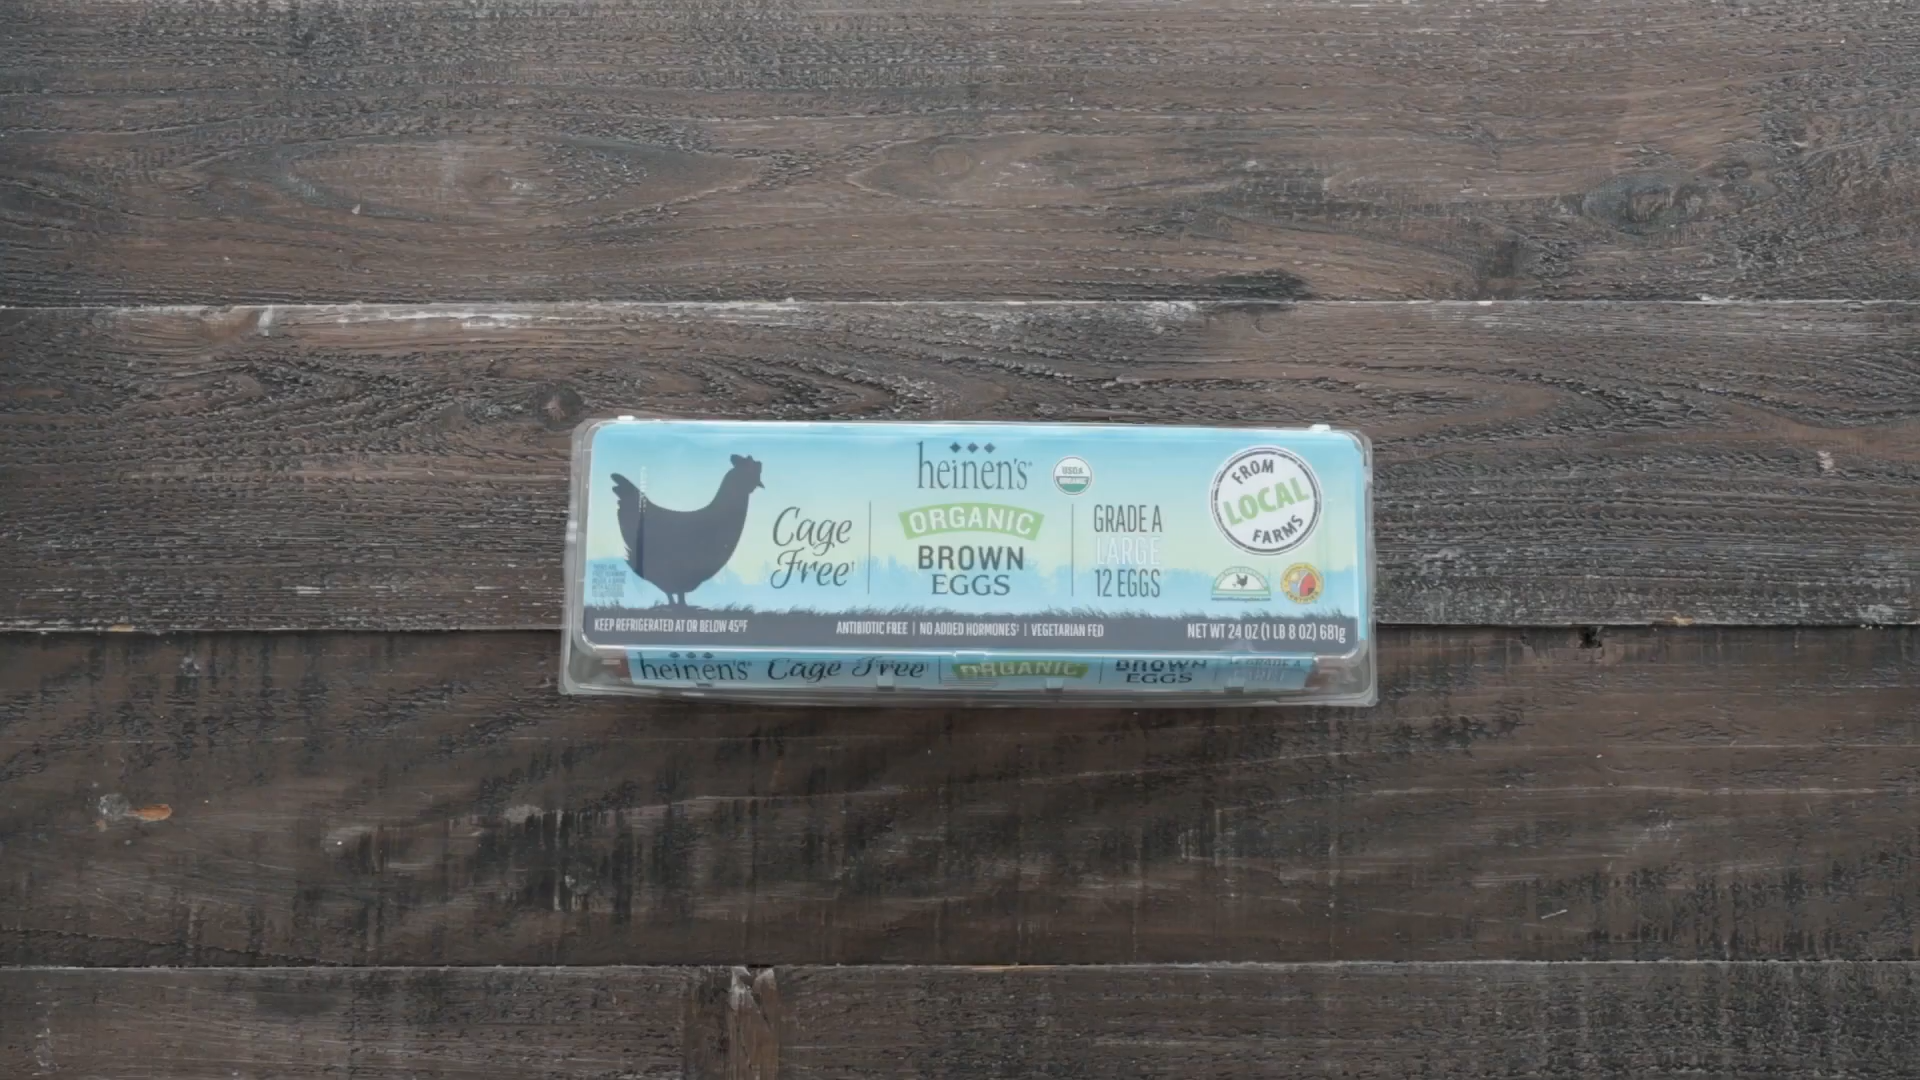 heinen's
USDA
ORGANIC
Cage
Free
ORGANIC
BROWN
EGGS
GRADE A
LARGE
12 EGGS
FROM
LOCAL
FARMS
KEEP REFRIGERATED AT OR BELOW 45°F
ANTIBIOTIC FREE | NO ADDED HORMONES | VEGETARIAN FED
NET WT 24 OZ (1 LB 8 OZ) 681g
heinen's Cage Free ORGANIC BROWN
EGGS